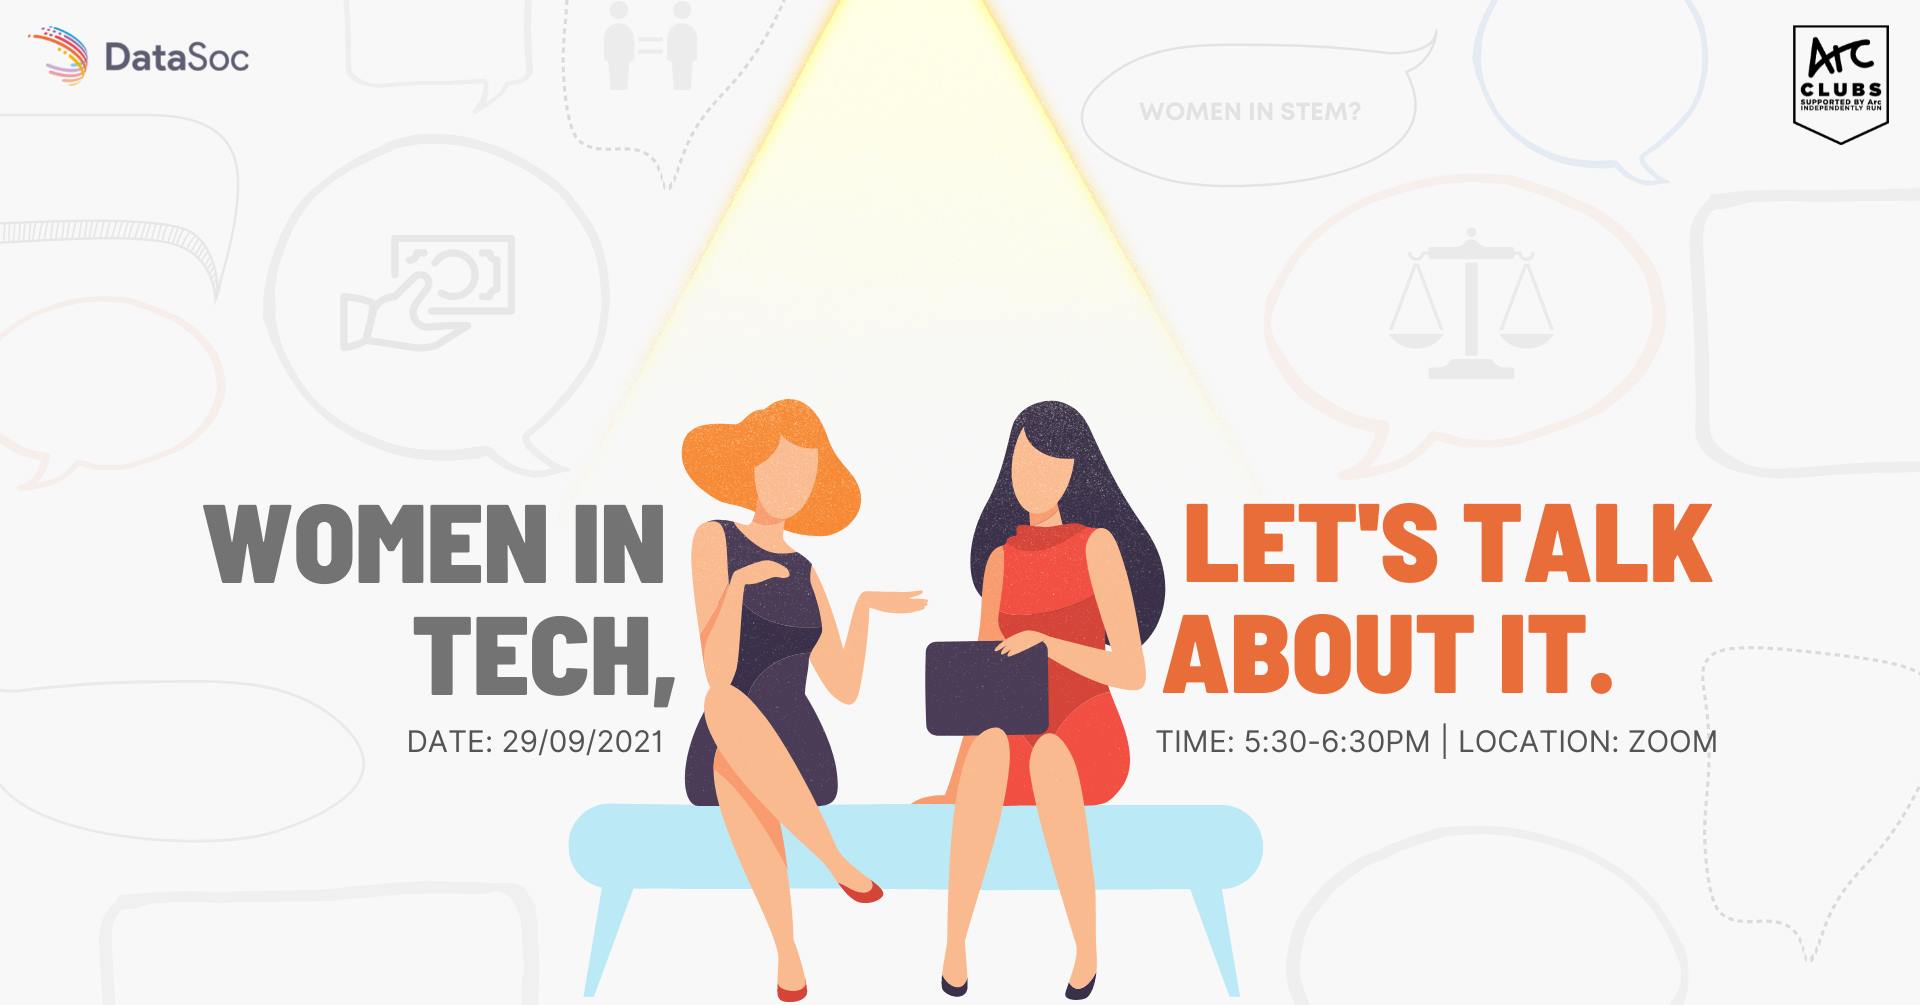 DataSoc
WOMEN IN STEM?
Arc
CLUBS
SUPPORTED BY Arc
INDEPENDENTLY RUN
WOMEN IN
TECH,
DATE: 29/09/2021
LET'S TALK
ABOUT IT.
TIME: 5:30-6:30PM | LOCATION: ZOOM